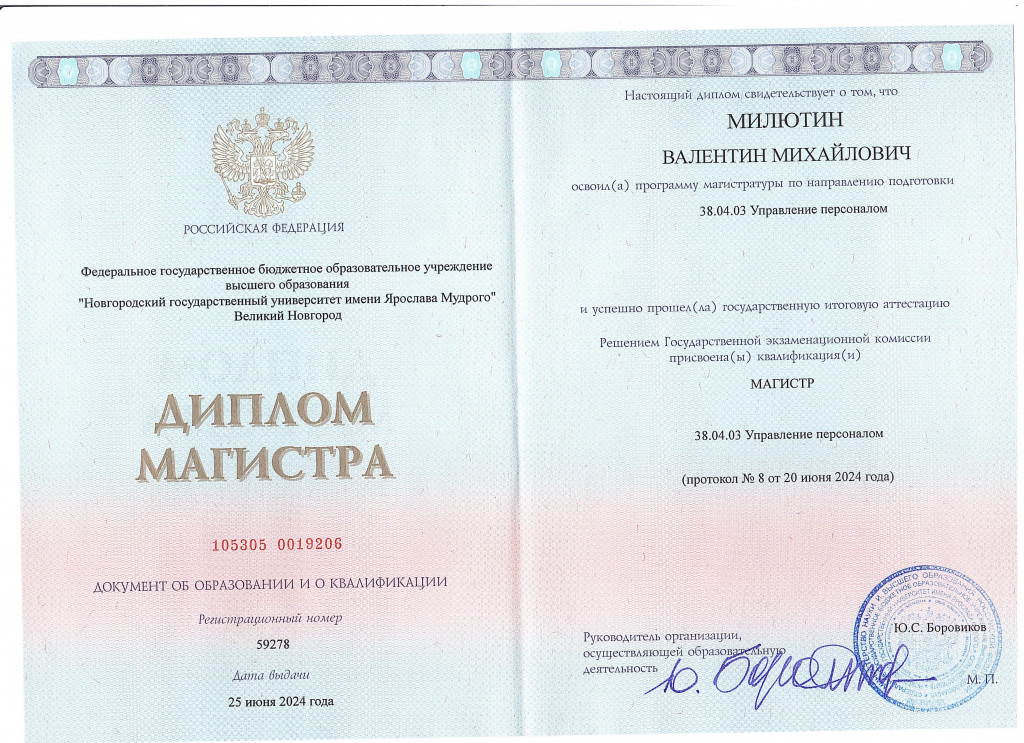 РОССИЙСКАЯ ФЕДЕРАЦИЯ
Федеральное государственное бюджетное образовательное учреждение
высшего образования
"Новгородский государственный университет имени Ярослава Мудрого"
Великий Новгород
ДИПЛОМ
МАГИСТРА
105305 0019206
ДОКУМЕНТ ОБ ОБРАЗОВАНИИ И О КВАЛИФИКАЦИИ
Регистрационный номер
59278
Дата выдачи
25 июня 2024 года
Настоящий диплом свидетельствует о том, что
МИЛЮТИН
ВАЛЕНТИН МИХАЙЛОВИЧ
освоил(а) программу магистратуры по направлению подготовки
38.04.03 Управление персоналом
и успешно прошел(ла) государственную итоговую аттестацию
Решением Государственной экзаменационной комиссии
присвоена(ы) квалификация(и)
МАГИСТР
38.04.03 Управление персоналом
(протокол № 8 от 20 июня 2024 года)
Руководитель организации,
осуществляющей образовательную
деятельность
Ю.С. Боровиков
М. П.